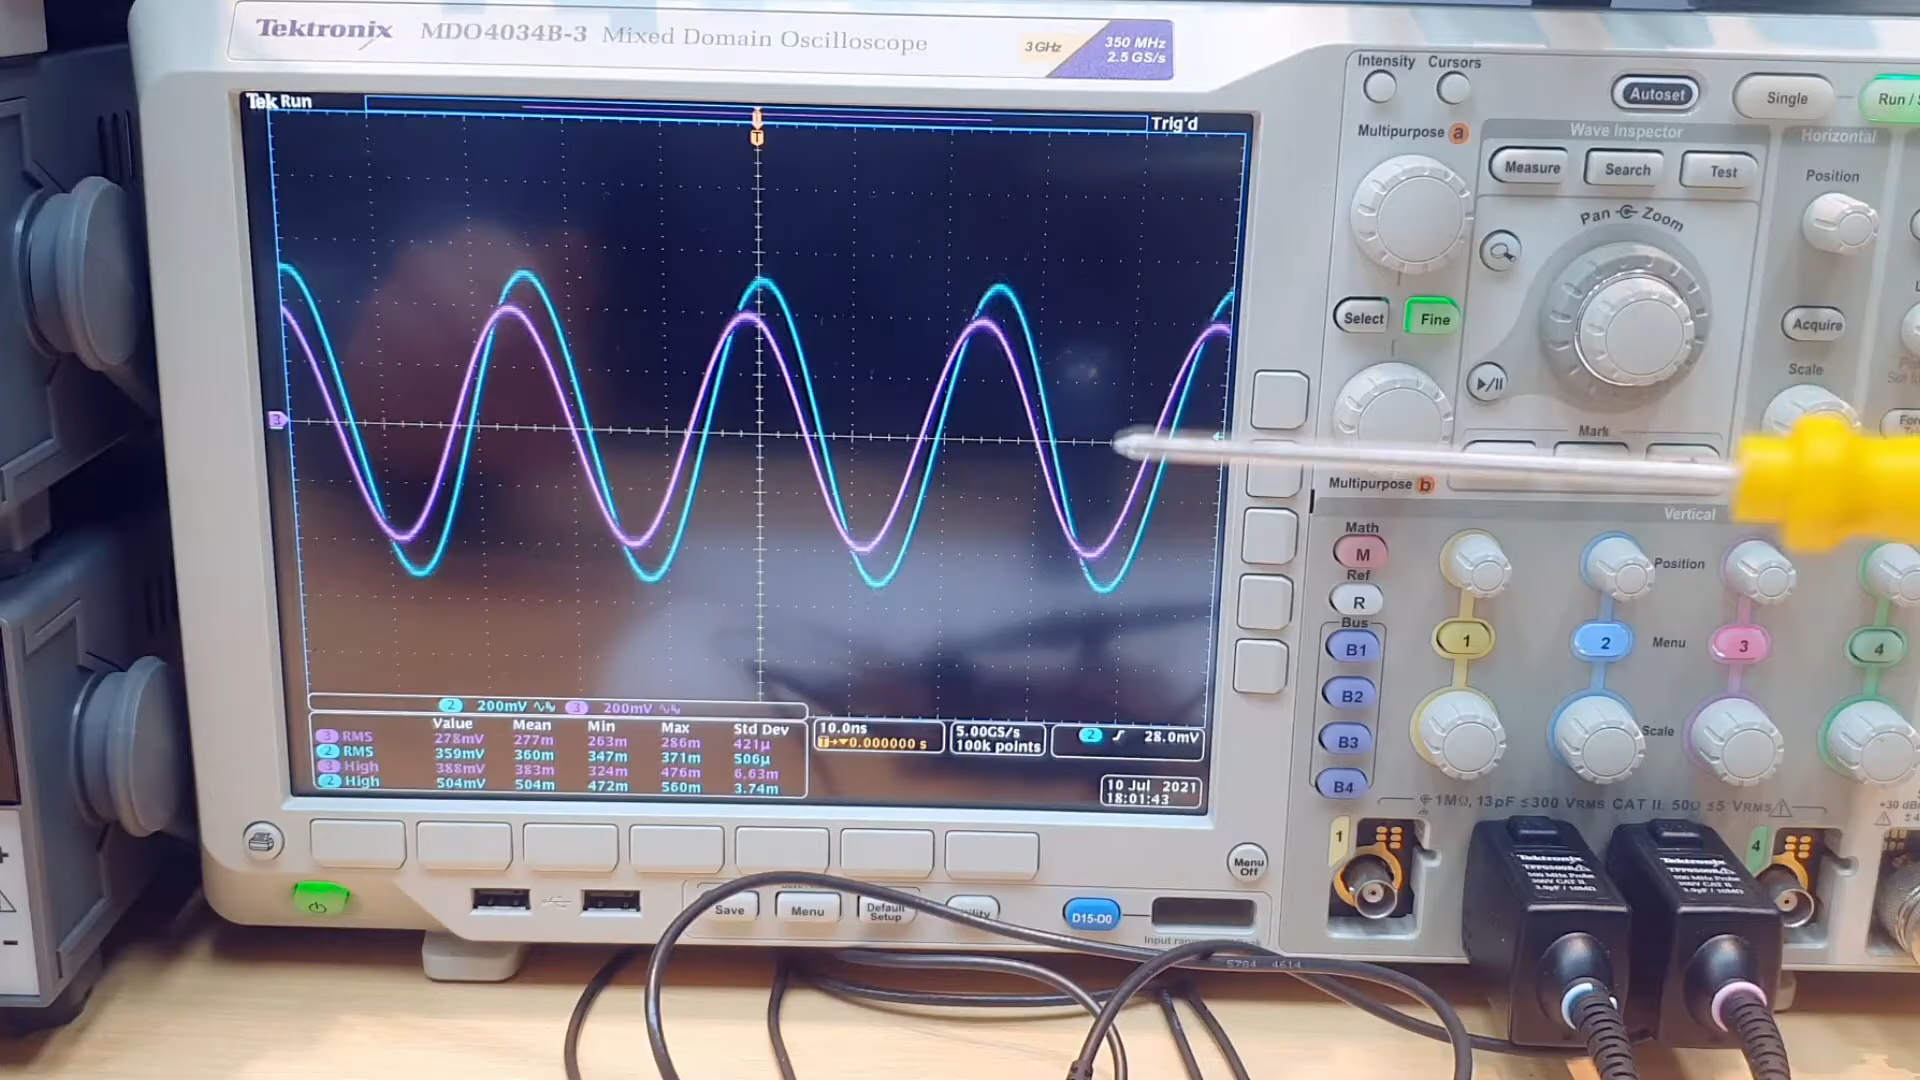 Tektronix MDO4034B-3 Mixed Domain Oscilloscope
3 GHz
350 MHz
2.5 GS/s
Tek Run
Trig'd
T
3
2 200mV
3 200mV
Value Mean Min Max Std Dev
3 RMS 278mV 277m 263m 286m 421µ
2 RMS 359mV 360m 347m 371m 506µ
3 High 388mV 383m 324m 476m 6.63m
2 High 504mV 504m 472m 560m 3.74m
10.0ns
0.000000 s
5.00GS/s
100k points
2 28.0mV
10 Jul 2021
18:01:43
Intensity Cursors
Autoset
Single
Run /
Multipurpose a
Wave Inspector
Horizontal
Measure
Search
Test
Position
Pan Zoom
Select
Fine
Acquire
Scale
Mark
Multipurpose b
Vertical
Math
M
Ref
R
Bus
B1
B2
B3
B4
Position
1
2
Menu
3
4
Scale
1MΩ, 13pF ≤300 VRMS CAT II, 50Ω ≤5 VRMS
1
4
Tektronix
Tektronix
Menu Off
Save
Menu
Default Setup
D15-D0